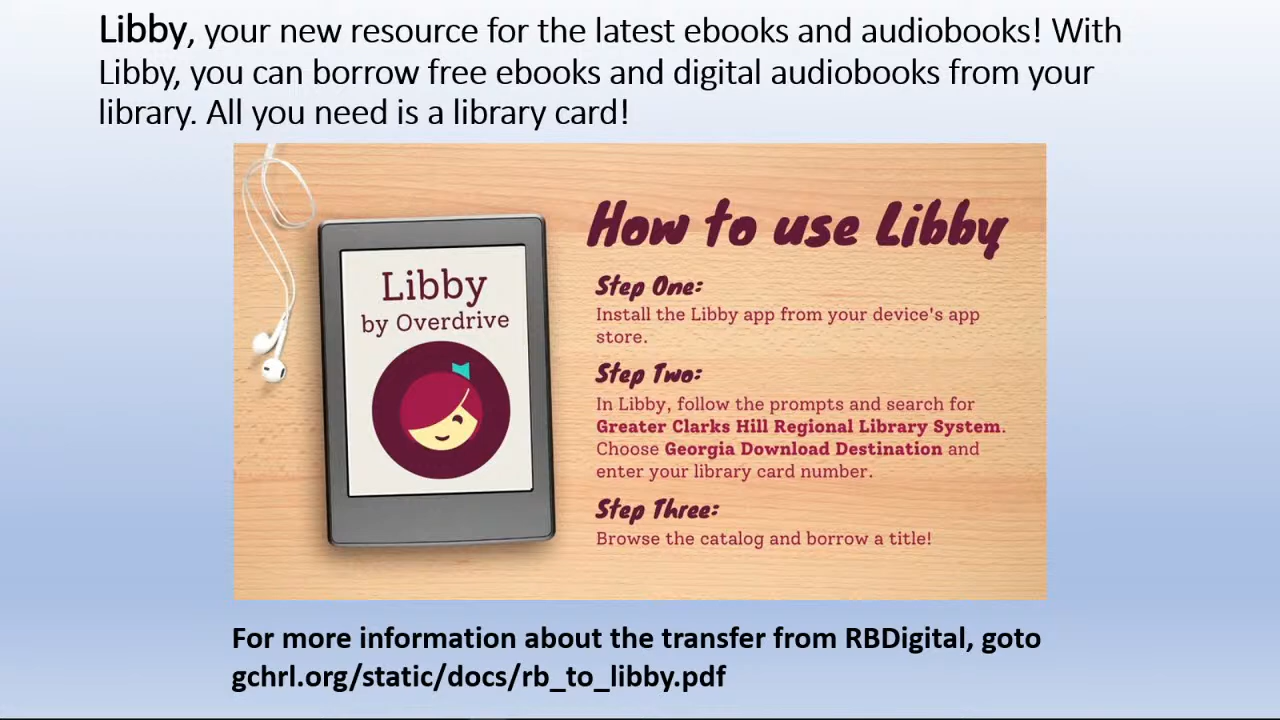 Libby, your new resource for the latest ebooks and audiobooks! With
Libby, you can borrow free ebooks and digital audiobooks from your
library. All you need is a library card!
Libby
by Overdrive
How to use Libby
Step One:
Install the Libby app from your device's app
store.
Step Two:
In Libby, follow the prompts and search for
Greater Clarks Hill Regional Library System.
Choose Georgia Download Destination and
enter your library card number.
Step Three:
Browse the catalog and borrow a title!
For more information about the transfer from RBDigital, goto
gchrl.org/static/docs/rb_to_libby.pdf